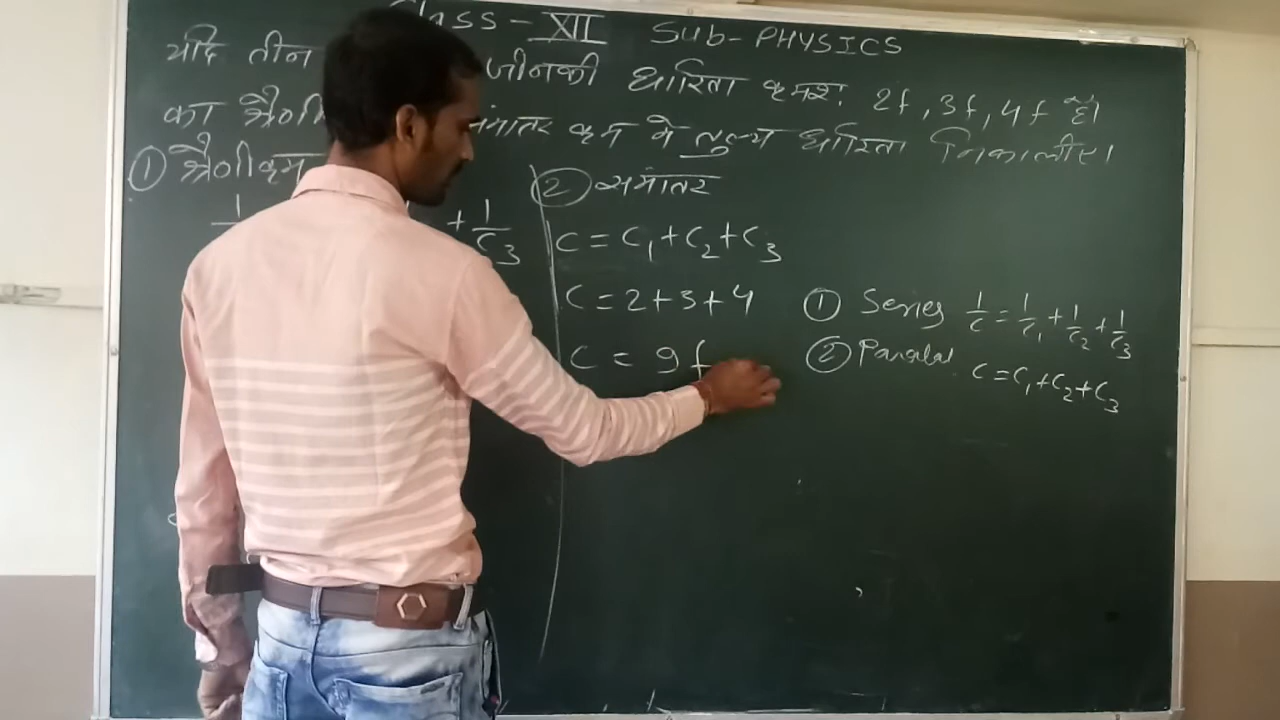 Class - XII Sub - PHYSICS
यदि तीन जीनकी धारिता क्रमशः 2f, 3f, 4f हो
का श्रेणी समांतर क्रम मे तुल्य धारिता निकालीए।
① श्रेणीक्रम
1 + 1/C₃
② समांतर
C = C₁ + C₂ + C₃
C = 2 + 3 + 4
C = 9 f
① Series 1/C = 1/C₁ + 1/C₂ + 1/C₃
② Paralal C = C₁ + C₂ + C₃